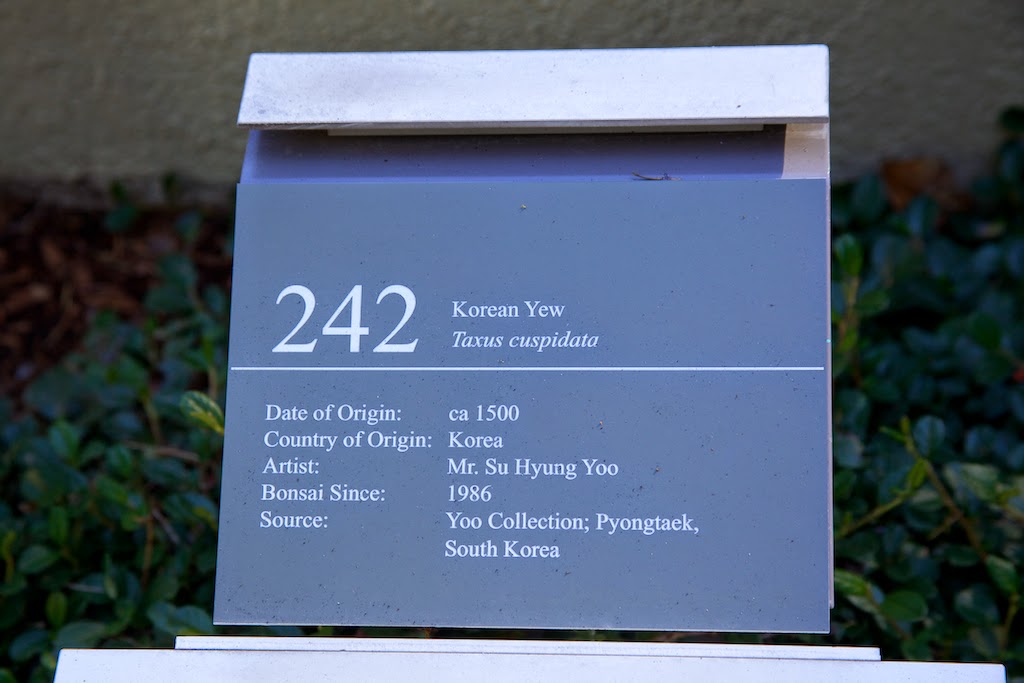 242
Korean Yew
Taxus cuspidata
Date of Origin: ca 1500
Country of Origin: Korea
Artist: Mr. Su Hyung Yoo
Bonsai Since: 1986
Source: Yoo Collection; Pyongtaek,
South Korea